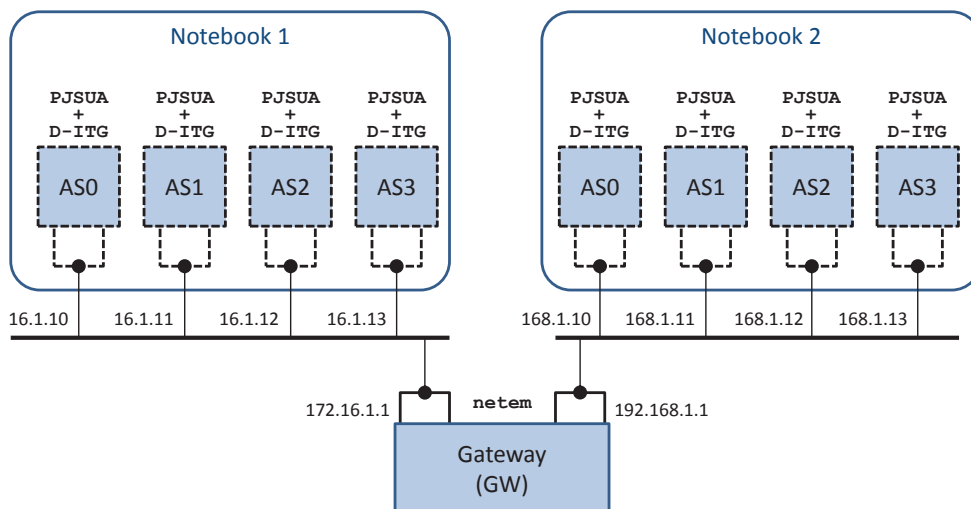 Notebook 1
PJSUA
+
D-ITG
PJSUA
+
D-ITG
PJSUA
+
D-ITG
PJSUA
+
D-ITG
AS0
AS1
AS2
AS3
16.1.10
16.1.11
16.1.12
16.1.13
Notebook 2
PJSUA
+
D-ITG
PJSUA
+
D-ITG
PJSUA
+
D-ITG
PJSUA
+
D-ITG
AS0
AS1
AS2
AS3
168.1.10
168.1.11
168.1.12
168.1.13
172.16.1.1
netem
192.168.1.1
Gateway
(GW)